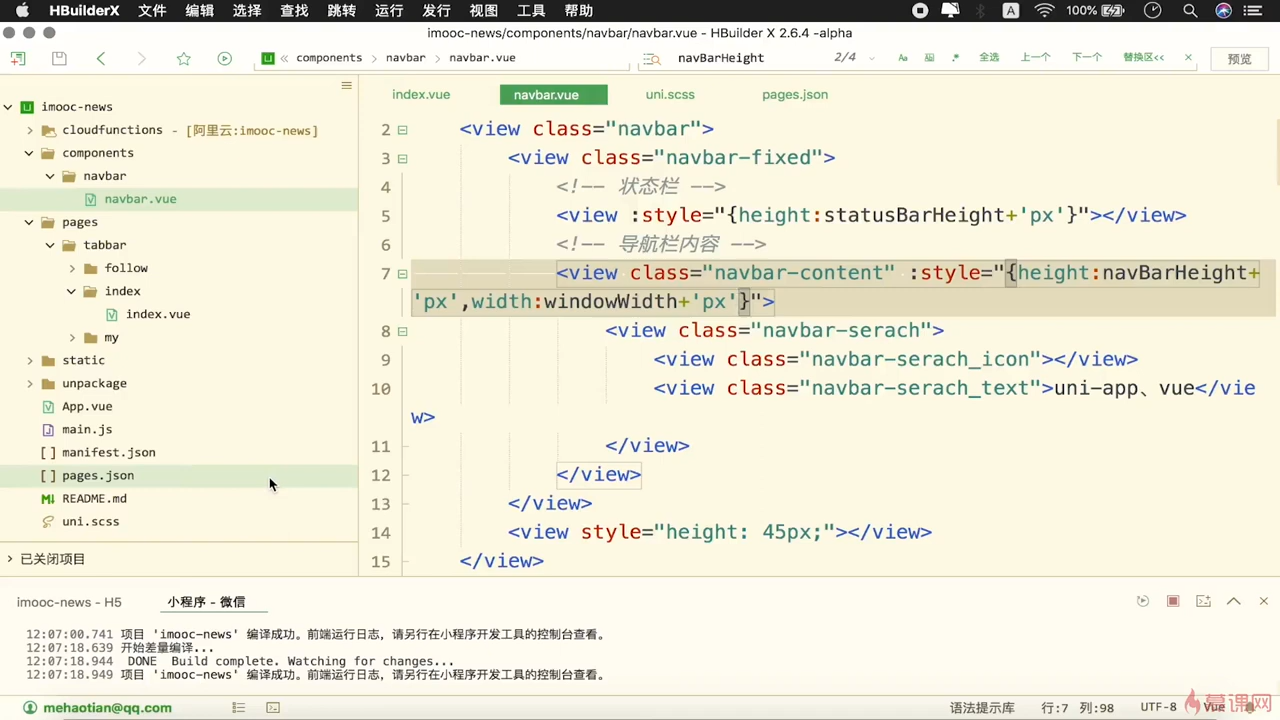 HBuilderX 文件 编辑 选择 查找 跳转 运行 发行 视图 工具 帮助 A 100%
imooc-news/components/navbar/navbar.vue - HBuilder X 2.6.4 -alpha
U « components > navbar > navbar.vue navBarHeight 2/4 Aa .* 全选 上一个 下一个 替换区<< 预览
index.vue navbar.vue uni.scss pages.json
imooc-news
cloudfunctions - [阿里云:imooc-news]
components
navbar
navbar.vue
pages
tabbar
follow
index
index.vue
my
static
unpackage
App.vue
main.js
[ ] manifest.json
[ ] pages.json
README.md
uni.scss
已关闭项目
2 <view class="navbar">
3 <view class="navbar-fixed">
4 <!-- 状态栏 -->
5 <view :style="{height:statusBarHeight+'px'}"></view>
6 <!-- 导航栏内容 -->
7 <view class="navbar-content" :style="{height:navBarHeight+
'px',width:windowWidth+'px'}">
8 <view class="navbar-serach">
9 <view class="navbar-serach_icon"></view>
10 <view class="navbar-serach_text">uni-app、vue</vie
w>
11 </view>
12 </view>
13 </view>
14 <view style="height: 45px;"></view>
15 </view>
imooc-news - H5 小程序 - 微信
12:07:00.741 项目 'imooc-news' 编译成功。前端运行日志，请另行在小程序开发工具的控制台查看。
12:07:18.639 开始差量编译...
12:07:18.944 DONE Build complete. Watching for changes...
12:07:18.949 项目 'imooc-news' 编译成功。前端运行日志，请另行在小程序开发工具的控制台查看。
mehaotian@qq.com 语法提示库 行:7 列:98 UTF-8 Vue
慕课网